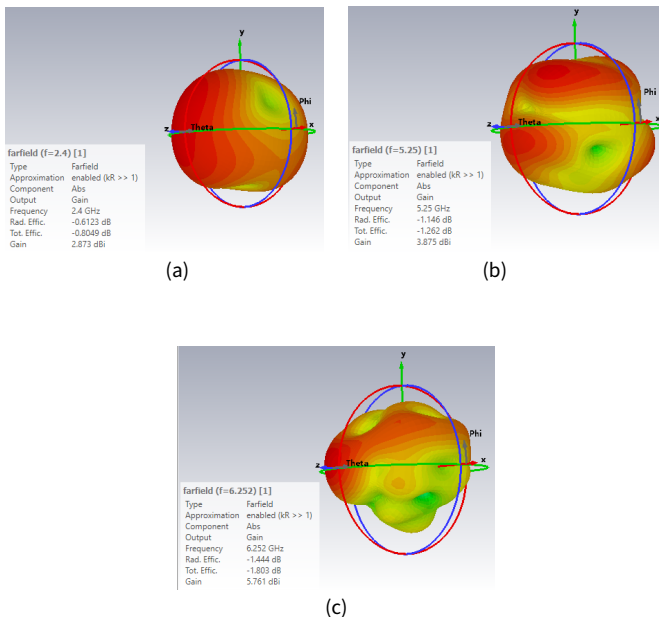 y
Phi
z
Theta
x
farfield (f=2.4) [1]
Type Farfield
Approximation enabled (kR >> 1)
Component Abs
Output Gain
Frequency 2.4 GHz
Rad. Effic. -0.6123 dB
Tot. Effic. -0.8049 dB
Gain 2.873 dBi
(a)
y
Phi
z
Theta
x
farfield (f=5.25) [1]
Type Farfield
Approximation enabled (kR >> 1)
Component Abs
Output Gain
Frequency 5.25 GHz
Rad. Effic. -1.146 dB
Tot. Effic. -1.262 dB
Gain 3.875 dBi
(b)
y
Phi
z
Theta
x
farfield (f=6.252) [1]
Type Farfield
Approximation enabled (kR >> 1)
Component Abs
Output Gain
Frequency 6.252 GHz
Rad. Effic. -1.444 dB
Tot. Effic. -1.803 dB
Gain 5.761 dBi
(c)